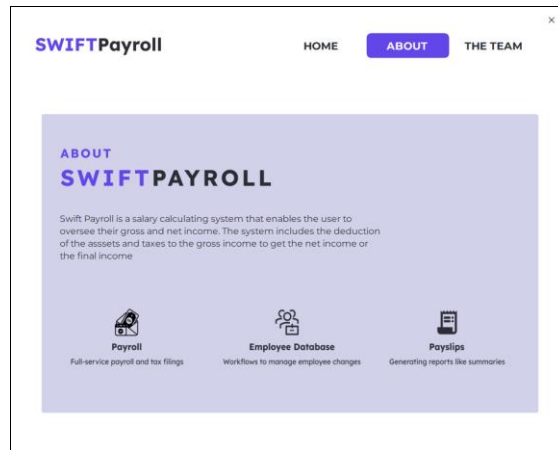 ×
SWIFTPayroll
HOME
ABOUT
THE TEAM
ABOUT
SWIFTPAYROLL
Swift Payroll is a salary calculating system that enables the user to
oversee their gross and net income. The system includes the deduction
of the asssets and taxes to the gross income to get the net income or
the final income
Payroll
Full-service payroll and tax filings
Employee Database
Workflows to manage employee changes
Payslips
Generating reports like summaries